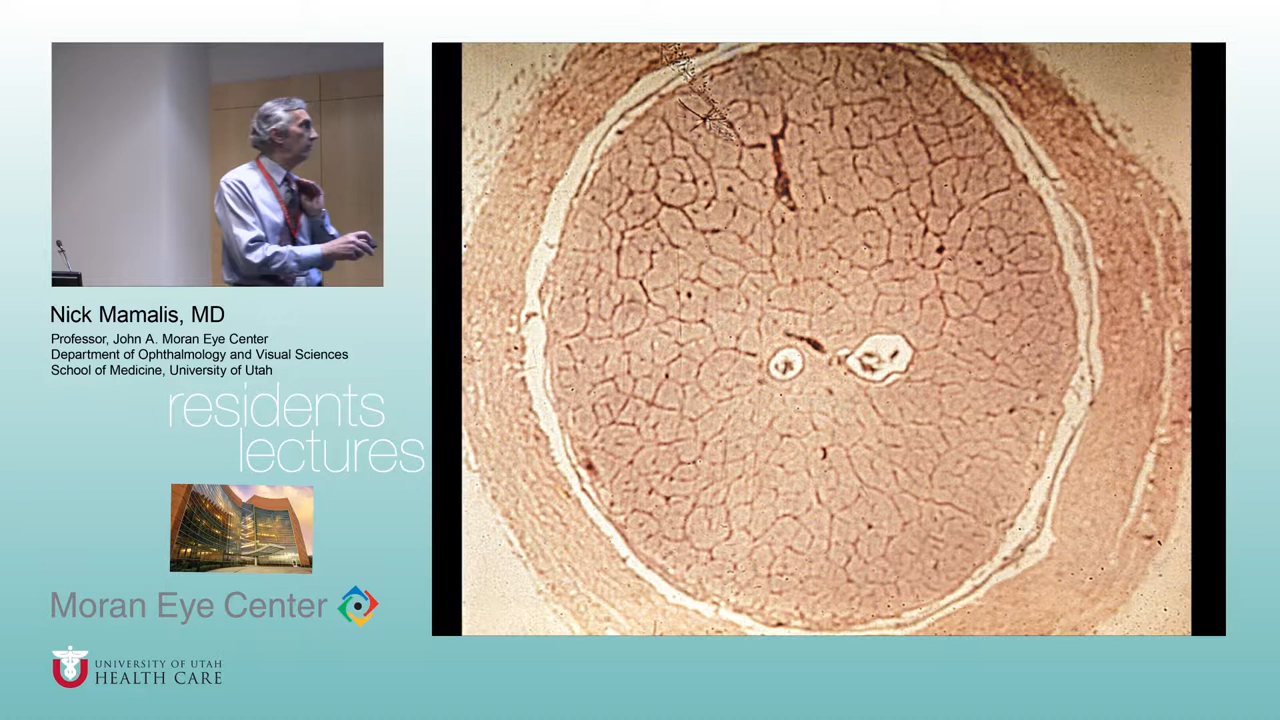 Nick Mamalis, MD
Professor, John A. Moran Eye Center
Department of Ophthalmology and Visual Sciences
School of Medicine, University of Utah
residents
lectures
Moran Eye Center
UNIVERSITY OF UTAH
HEALTH CARE